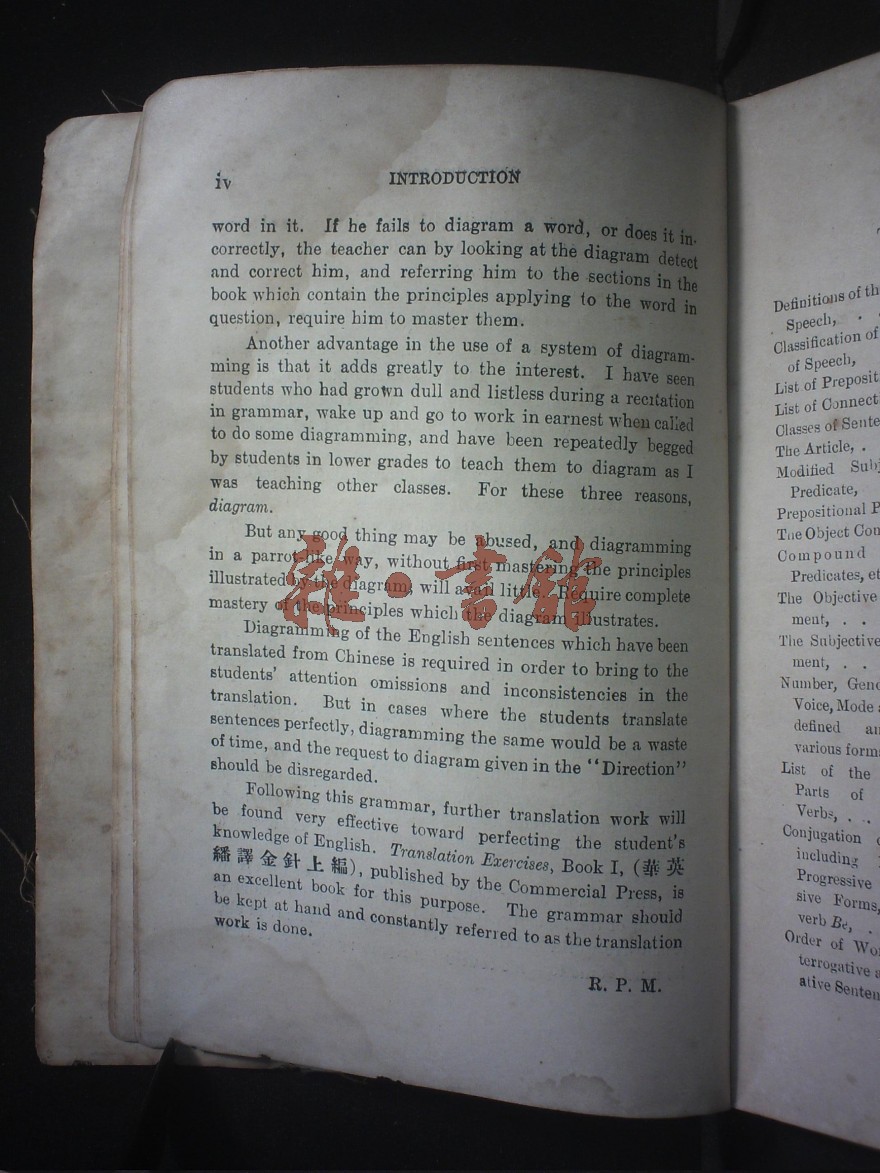 iv
INTRODUCTION
word in it. If he fails to diagram a word, or does it in-
correctly, the teacher can by looking at the diagram detect
and correct him, and referring him to the sections in the
book which contain the principles applying to the word in
question, require him to master them.
Another advantage in the use of a system of diagram-
ming is that it adds greatly to the interest. I have seen
students who had grown dull and listless during a recitation
in grammar, wake up and go to work in earnest when called
to do some diagramming, and have been repeatedly begged
by students in lower grades to teach them to diagram as I
was teaching other classes. For these three reasons,
diagram.
But any good thing may be abused, and diagramming
in a parrot-like way, without first mastering the principles
illustrated by the diagram, will avail little. Require complete
mastery of the principles which the diagram illustrates.
Diagramming of the English sentences which have been
translated from Chinese is required in order to bring to the
students' attention omissions and inconsistencies in the
translation. But in cases where the students translate
sentences perfectly, diagramming the same would be a waste
of time, and the request to diagram given in the "Direction"
should be disregarded.
Following this grammar, further translation work will
be found very effective toward perfecting the student's
knowledge of English. Translation Exercises, Book I, (華英
繙譯金針上編), published by the Commercial Press, is
an excellent book for this purpose. The grammar should
be kept at hand and constantly referred to as the translation
work is done.
R. P. M.
雜·書館
Definitions of th
Speech, .
Classification of
of Speech,
List of Preposit
List of Connect
Classes of Sente
The Article, .
Modified Subj
Predicate,
Prepositional P
The Object Com
Compound
Predicates, et
The Objective
ment, . .
The Subjective
ment, . .
Number, Gend
Voice, Mode a
defined an
various form
List of the
Parts of
Verbs, . .
Conjugation o
including
Progressive
sive Forms,
verb Be, .
Order of Wo
terrogative a
ative Senten